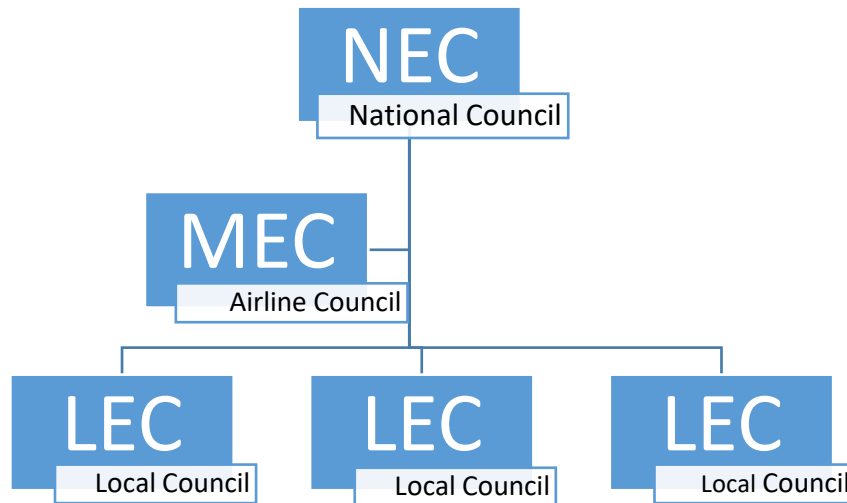 NEC
National Council
MEC
Airline Council
LEC
Local Council
LEC
Local Council
LEC
Local Council